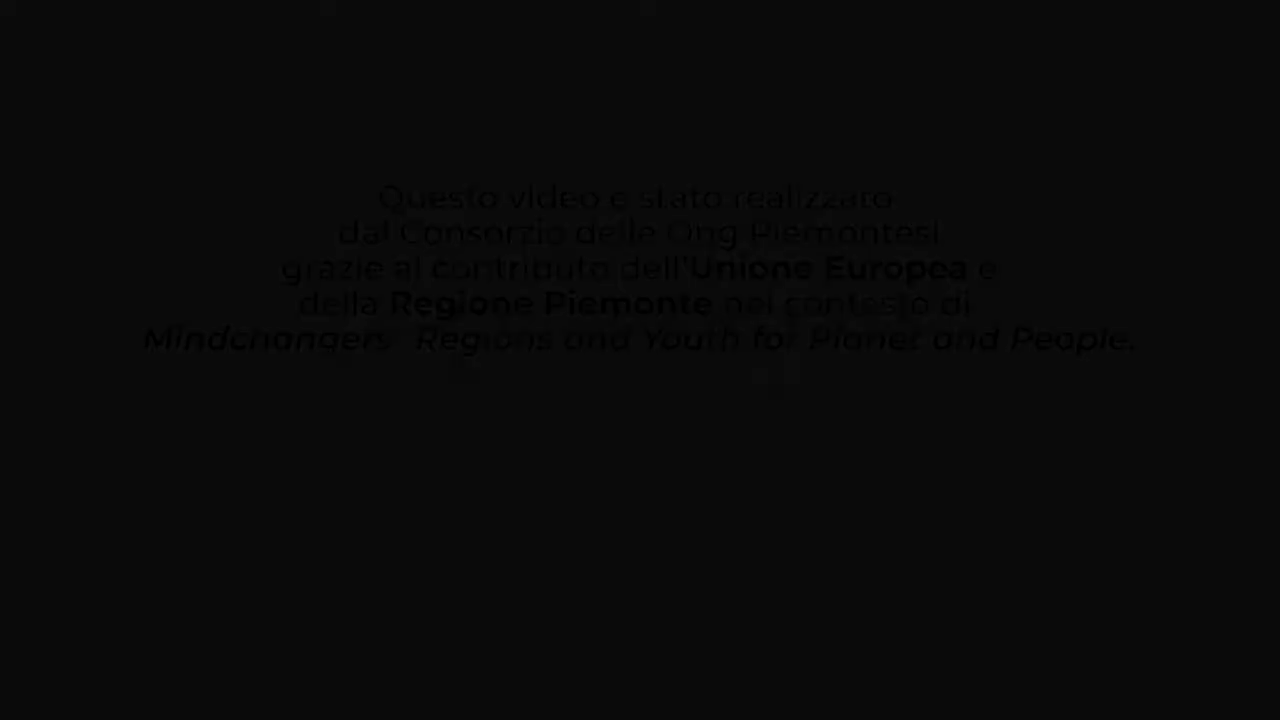 Questo video è stato realizzato
dal Consorzio delle Ong Piemontesi
grazie al contributo dell'Unione Europea e
della Regione Piemonte nel contesto di
Mindchangers: Regions and Youth for Planet and People.